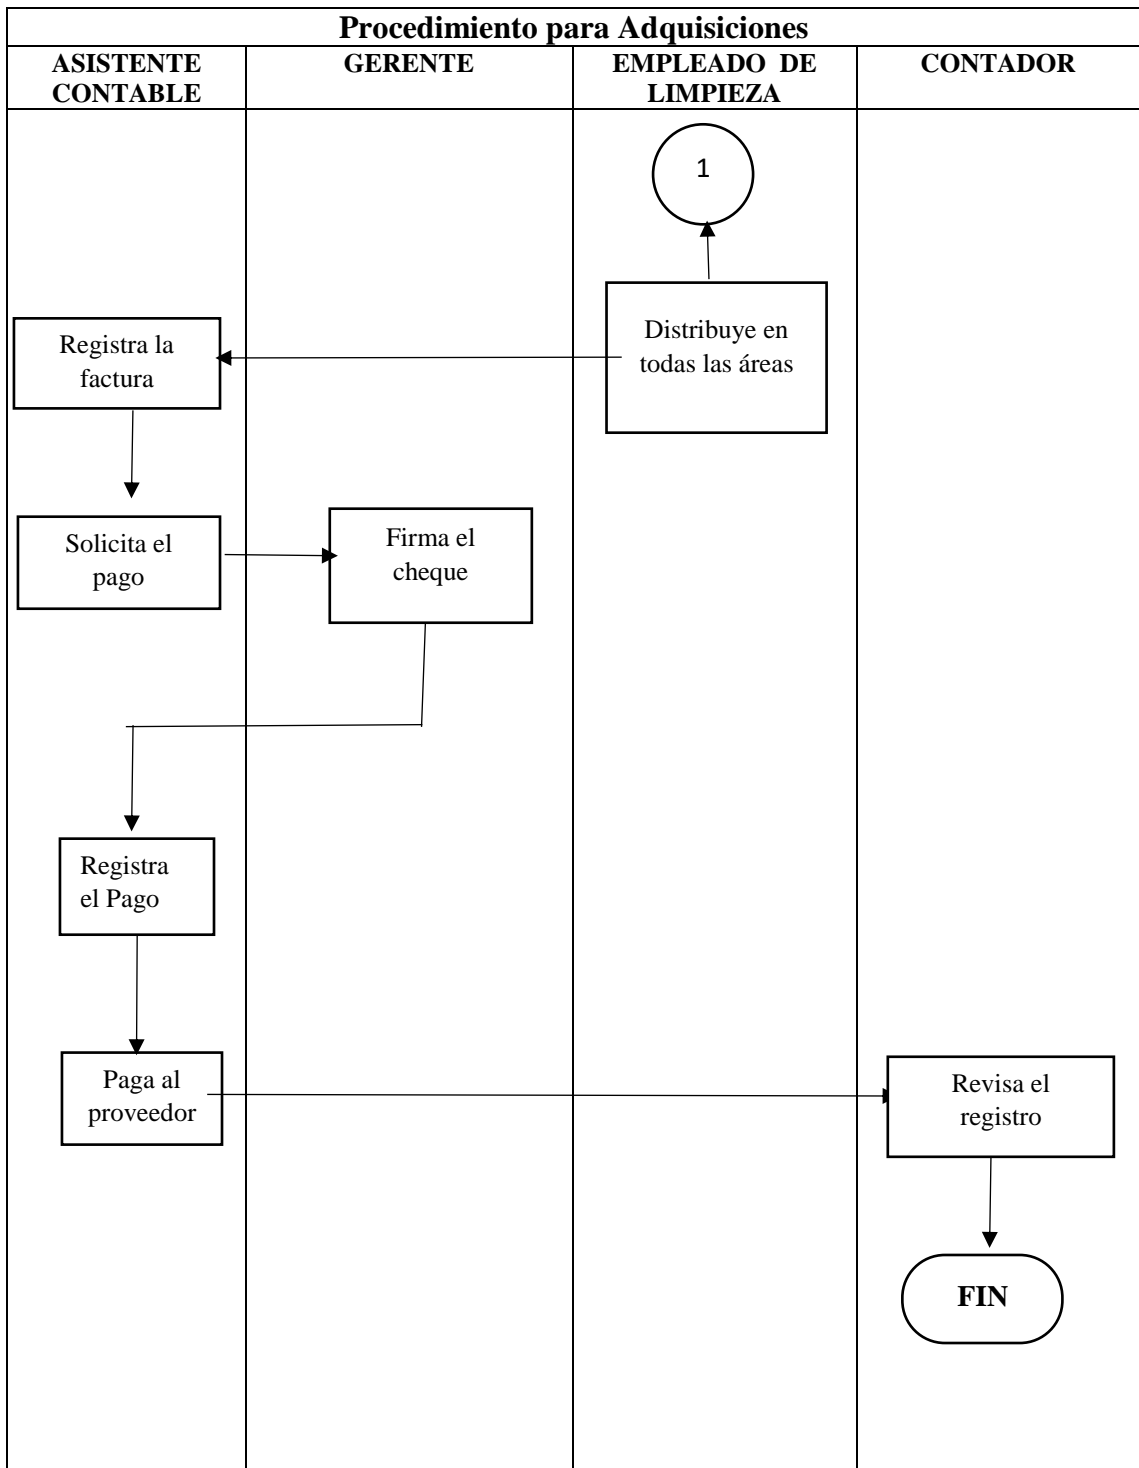 Procedimiento para Adquisiciones
ASISTENTE
CONTABLE
GERENTE
EMPLEADO DE
LIMPIEZA
CONTADOR
1
Distribuye en
todas las áreas
Registra la
factura
Solicita el
pago
Firma el
cheque
Registra
el Pago
Paga al
proveedor
Revisa el
registro
FIN